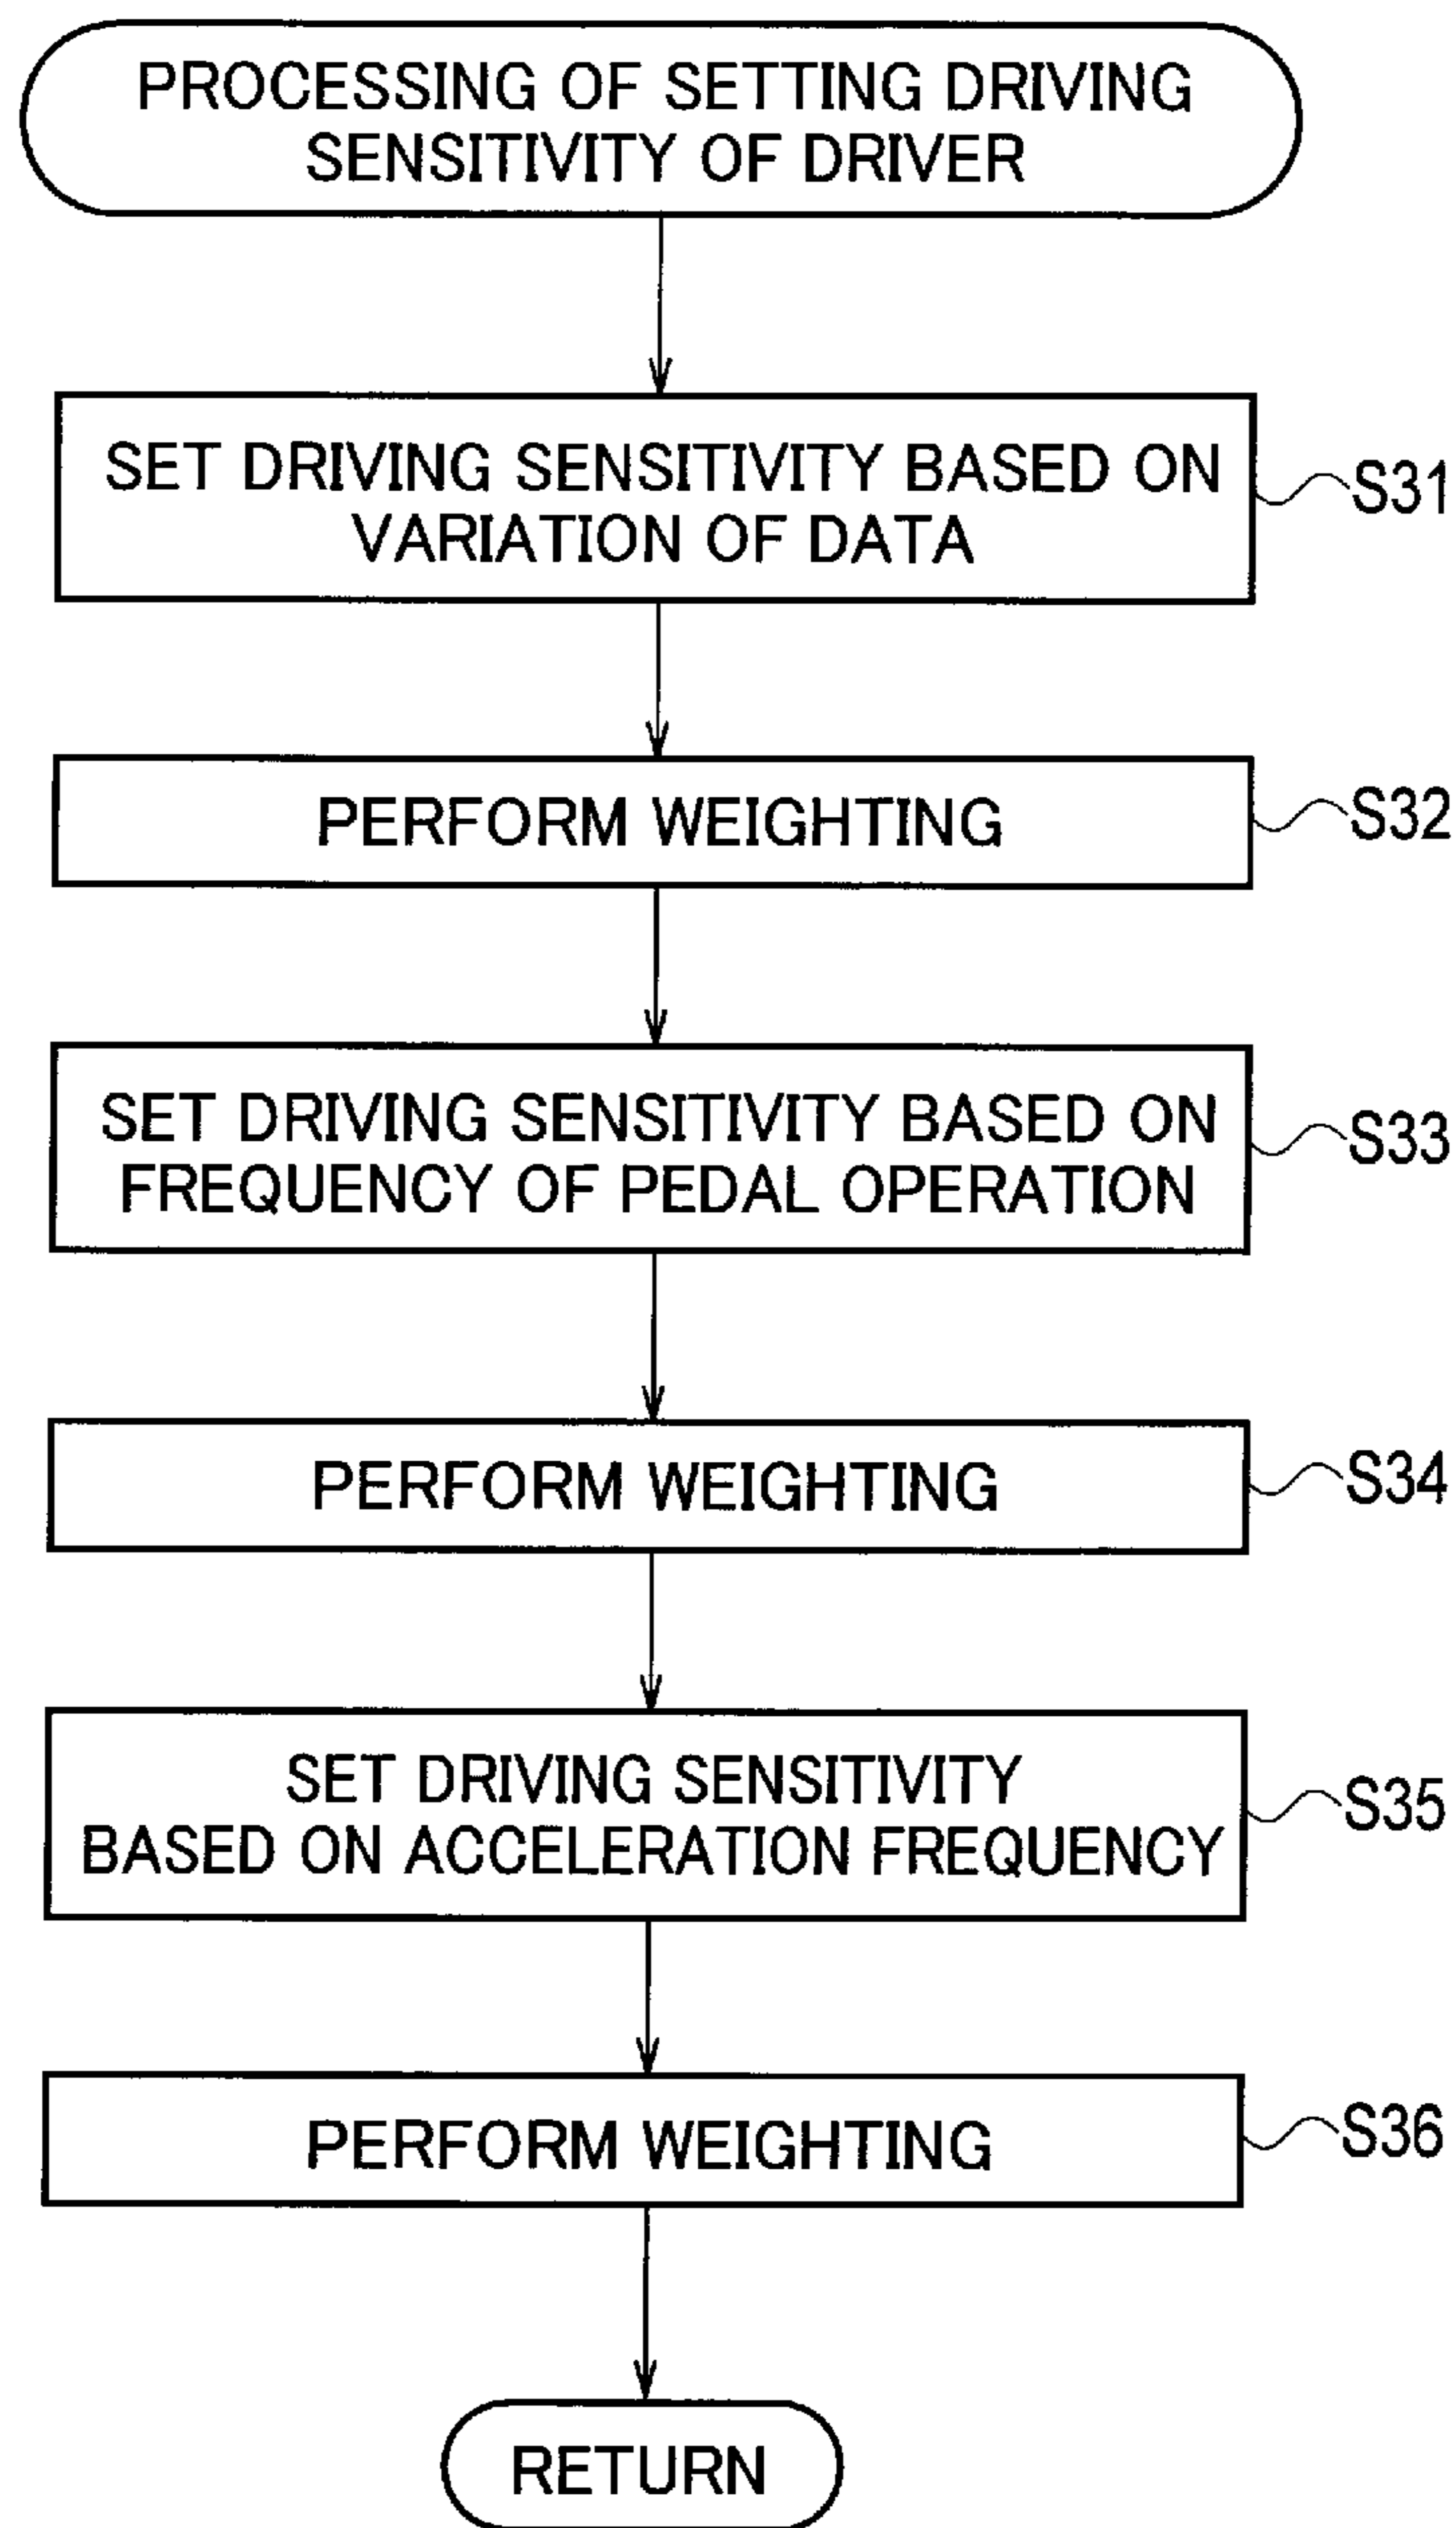 PROCESSING OF SETTING DRIVING
SENSITIVITY OF DRIVER
SET DRIVING SENSITIVITY BASED ON
VARIATION OF DATA
S31
PERFORM WEIGHTING
S32
SET DRIVING SENSITIVITY BASED ON
FREQUENCY OF PEDAL OPERATION
S33
PERFORM WEIGHTING
S34
SET DRIVING SENSITIVITY
BASED ON ACCELERATION FREQUENCY
S35
PERFORM WEIGHTING
S36
RETURN